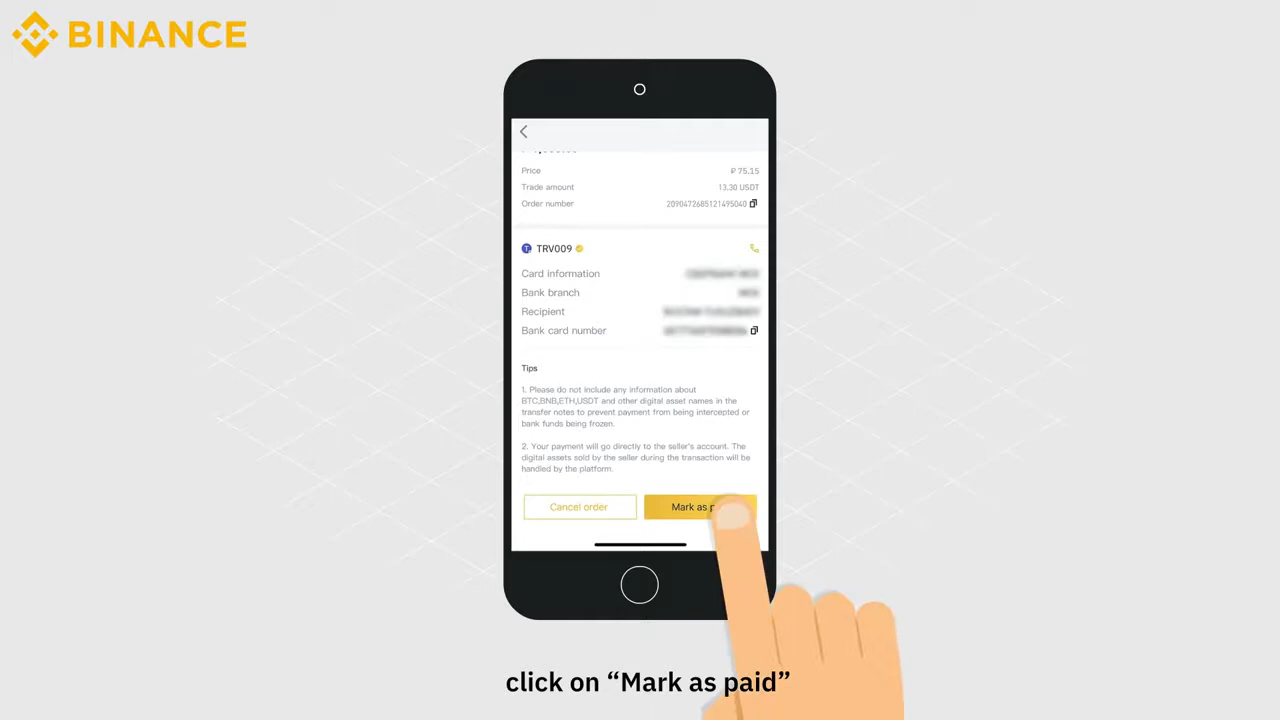 BINANCE
Price ₽ 75.15
Trade amount 13.30 USDT
Order number 2090472685121495040
TRV009
Card information
Bank branch
Recipient
Bank card number
Tips
1. Please do not include any information about
BTC,BNB,ETH,USDT and other digital asset names in the
transfer notes to prevent payment from being intercepted or
bank funds being frozen.
2. Your payment will go directly to the seller's account. The
digital assets sold by the seller during the transaction will be
handled by the platform.
Cancel order
Mark as p
click on “Mark as paid”